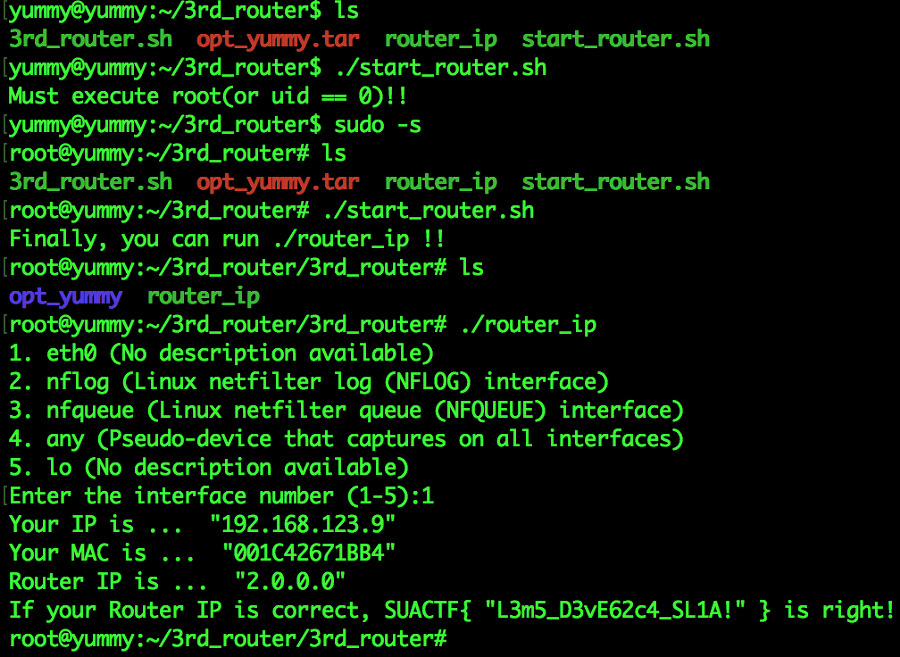 [yummy@yummy:~/3rd_router$ ls
3rd_router.sh  opt_yummy.tar  router_ip  start_router.sh
[yummy@yummy:~/3rd_router$ ./start_router.sh
Must execute root(or uid == 0)!!
[yummy@yummy:~/3rd_router$ sudo -s
[root@yummy:~/3rd_router# ls
3rd_router.sh  opt_yummy.tar  router_ip  start_router.sh
[root@yummy:~/3rd_router# ./start_router.sh
Finally, you can run ./router_ip !!
[root@yummy:~/3rd_router/3rd_router# ls
opt_yummy  router_ip
[root@yummy:~/3rd_router/3rd_router# ./router_ip
1. eth0 (No description available)
2. nflog (Linux netfilter log (NFLOG) interface)
3. nfqueue (Linux netfilter queue (NFQUEUE) interface)
4. any (Pseudo-device that captures on all interfaces)
5. lo (No description available)
[Enter the interface number (1-5):1
Your IP is ...  "192.168.123.9"
Your MAC is ...  "001C42671BB4"
Router IP is ...  "2.0.0.0"
If your Router IP is correct, SUACTF{ "L3m5_D3vE62c4_SL1A!" } is right!
root@yummy:~/3rd_router/3rd_router#